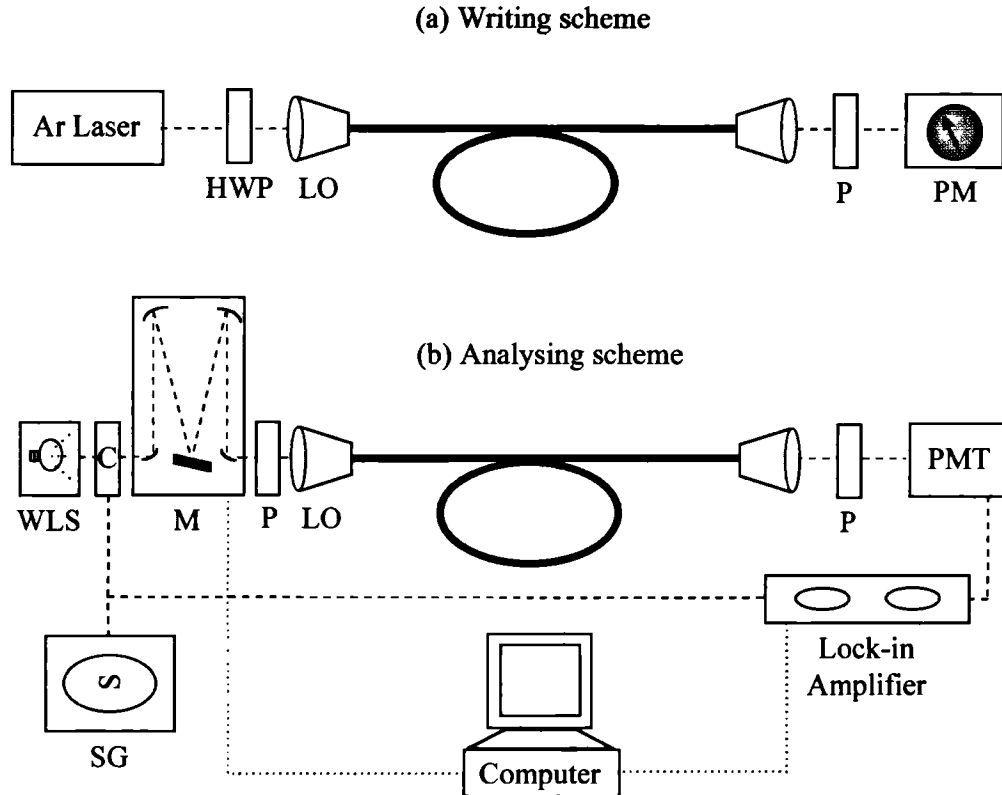 (a) Writing scheme
Ar Laser
HWP
LO
P
PM
(b) Analysing scheme
C
PMT
WLS
M
P
LO
P
S
Lock-in
Amplifier
SG
Computer